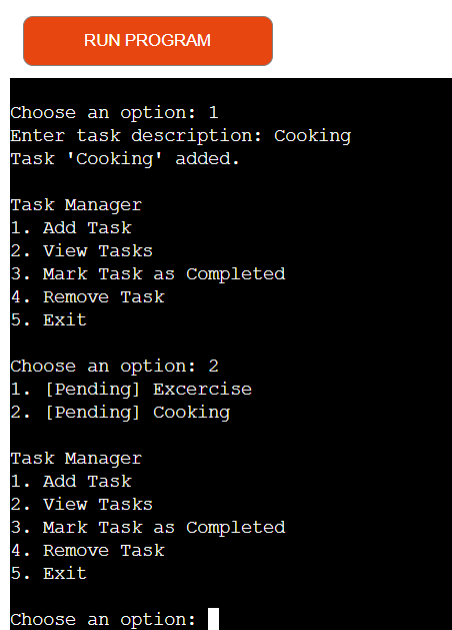 RUN PROGRAM
Choose an option: 1
Enter task description: Cooking
Task 'Cooking' added.
Task Manager
1. Add Task
2. View Tasks
3. Mark Task as Completed
4. Remove Task
5. Exit
Choose an option: 2
1. [Pending] Excercise
2. [Pending] Cooking
Task Manager
1. Add Task
2. View Tasks
3. Mark Task as Completed
4. Remove Task
5. Exit
Choose an option: